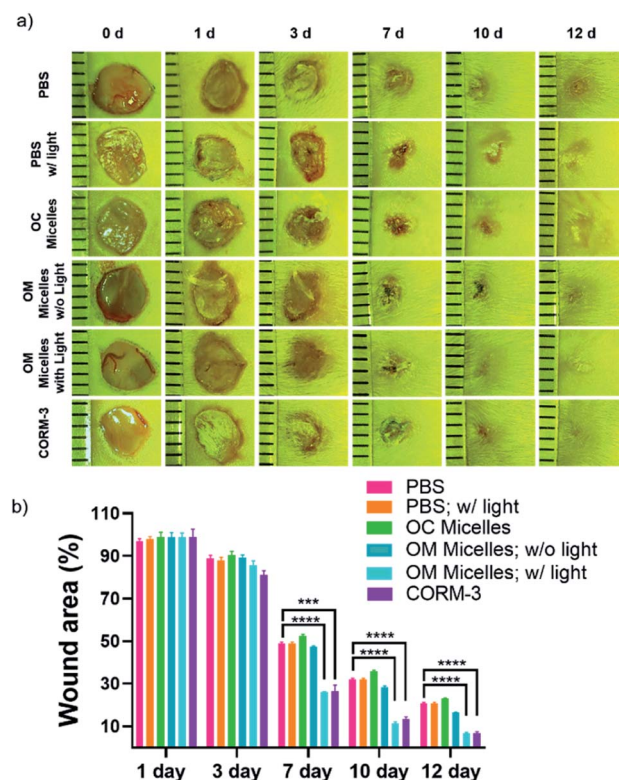 a)
0 d 1 d 3 d 7 d 10 d 12 d
PBS
PBS
w/ light
OC
Micelles
OM
Micelles
w/o Light
OM
Micelles
with Light
CORM-3
b)
PBS
PBS; w/ light
OC Micelles
OM Micelles; w/o light
OM Micelles; w/ light
CORM-3
Wound area (%)
110
90
70
50
30
10
***
****
****
****
****
****
1 day 3 day 7 day 10 day 12 day